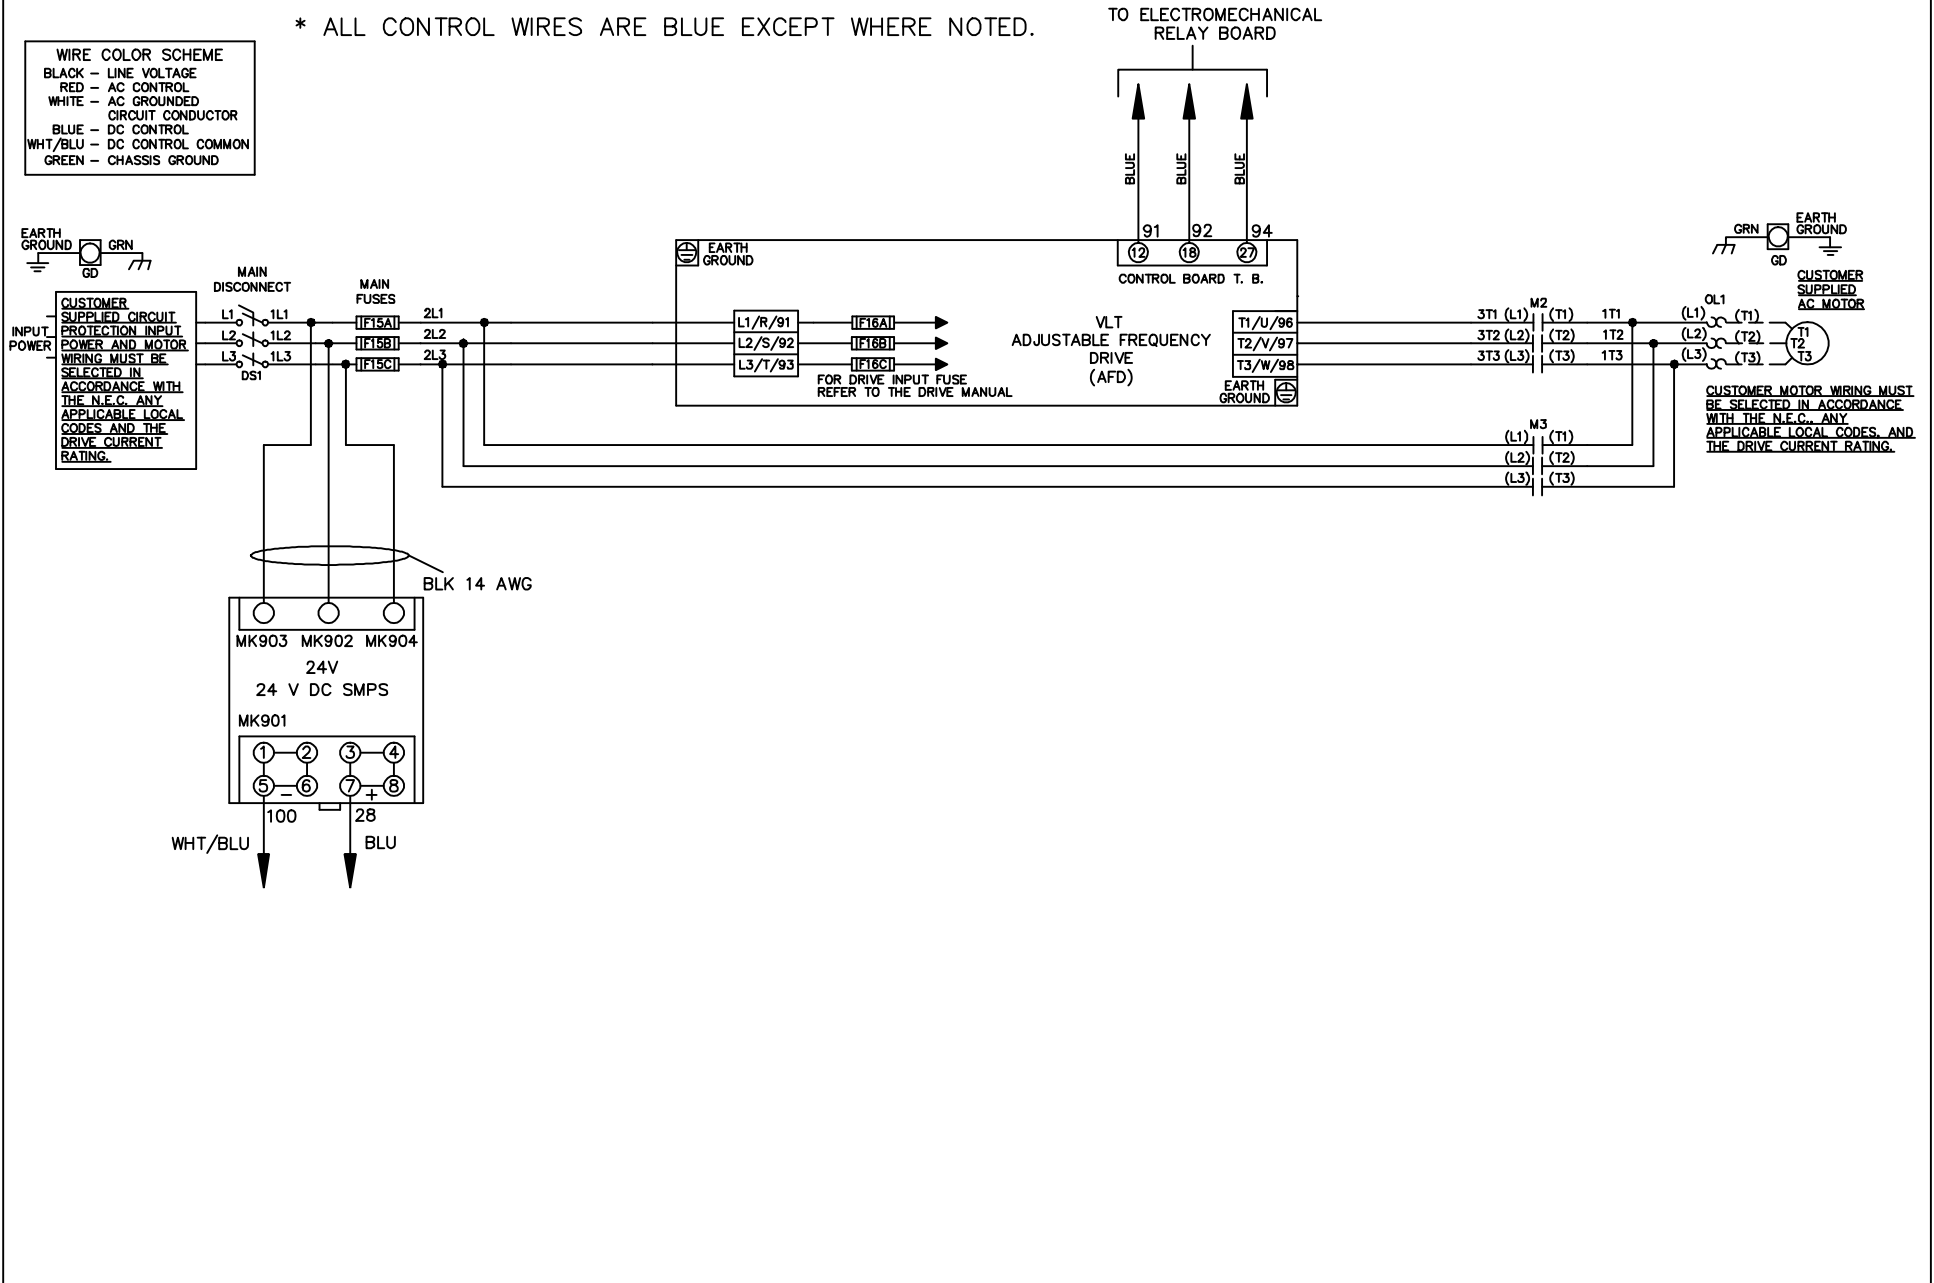 * ALL CONTROL WIRES ARE BLUE EXCEPT WHERE NOTED.
WIRE COLOR SCHEME
BLACK – LINE VOLTAGE
RED – AC CONTROL
WHITE – AC GROUNDED
CIRCUIT CONDUCTOR
BLUE – DC CONTROL
WHT/BLU – DC CONTROL COMMON
GREEN – CHASSIS GROUND
TO ELECTROMECHANICAL
RELAY BOARD
BLUE
BLUE
BLUE
91
92
94
12
18
27
CONTROL BOARD T. B.
EARTH
GROUND
GRN
GD
INPUT
POWER
CUSTOMER
SUPPLIED CIRCUIT
PROTECTION INPUT
POWER AND MOTOR
WIRING MUST BE
SELECTED IN
ACCORDANCE WITH
THE N.E.C. ANY
APPLICABLE LOCAL
CODES AND THE
DRIVE CURRENT
RATING.
MAIN
DISCONNECT
L1
1L1
L2
1L2
L3
1L3
DS1
MAIN
FUSES
F15A
F15B
F15C
2L1
2L2
2L3
EARTH
GROUND
L1/R/91
L2/S/92
L3/T/93
F16A
F16B
F16C
FOR DRIVE INPUT FUSE
REFER TO THE DRIVE MANUAL
VLT
ADJUSTABLE FREQUENCY
DRIVE
(AFD)
T1/U/96
T2/V/97
T3/W/98
EARTH
GROUND
M2
3T1 (L1) (T1) 1T1
3T2 (L2) (T2) 1T2
3T3 (L3) (T3) 1T3
M3
(L1) (T1)
(L2) (T2)
(L3) (T3)
OL1
(L1) (T1)
(L2) (T2)
(L3) (T3)
GRN
EARTH
GROUND
GD
CUSTOMER
SUPPLIED
AC MOTOR
T1
T2
T3
CUSTOMER MOTOR WIRING MUST
BE SELECTED IN ACCORDANCE
WITH THE N.E.C., ANY
APPLICABLE LOCAL CODES, AND
THE DRIVE CURRENT RATING.
BLK 14 AWG
MK903 MK902 MK904
24V
24 V DC SMPS
MK901
1 2 3 4
5 6 7 8
– +
100
28
WHT/BLU
BLU